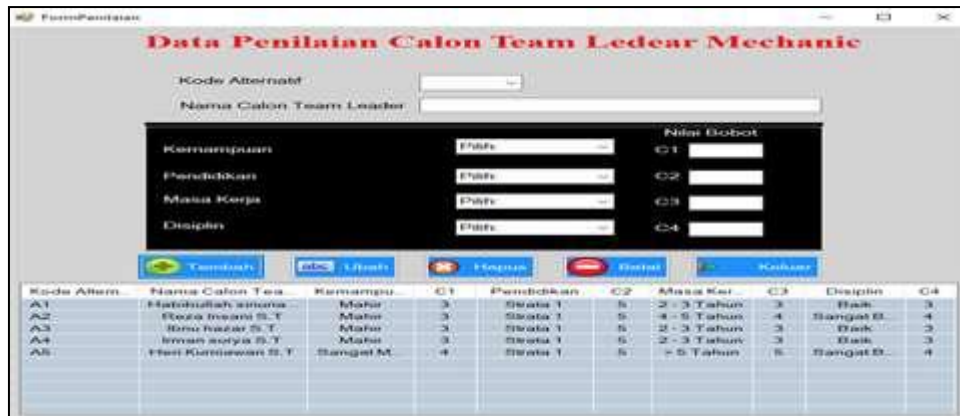 FormPenilaian
Data Penilaian Calon Team Ledear Mechanic
Kode Alternatif
Nama Calon Team Leader
Nilai Bobot
Kemampuan Pilih C1
Pendidikan Pilih C2
Masa Kerja Pilih C3
Disiplin Pilih C4
Tambah abc Ubah Hapus Batal Keluar
Kode Altern... Nama Calon Tea... Kemampu... C1 Pendidikan C2 Masa Ker... C3 Disiplin C4
A1 Mahir 3 Strata 1 5 2 - 3 Tahun 3 Baik 3
A2 Reza Insani S.T Mahir 3 Strata 1 5 4 - 5 Tahun 4 Sangat B... 4
A3 Ibnu hazar S.T Mahir 3 Strata 1 5 2 - 3 Tahun 3 Baik 3
A4 Irman surya S.T Mahir 3 Strata 1 5 2 - 3 Tahun 3 Baik 3
A5 Heri Kurniawan S.T Sangat M... 4 Strata 1 5 > 5 Tahun 5 Sangat B... 4